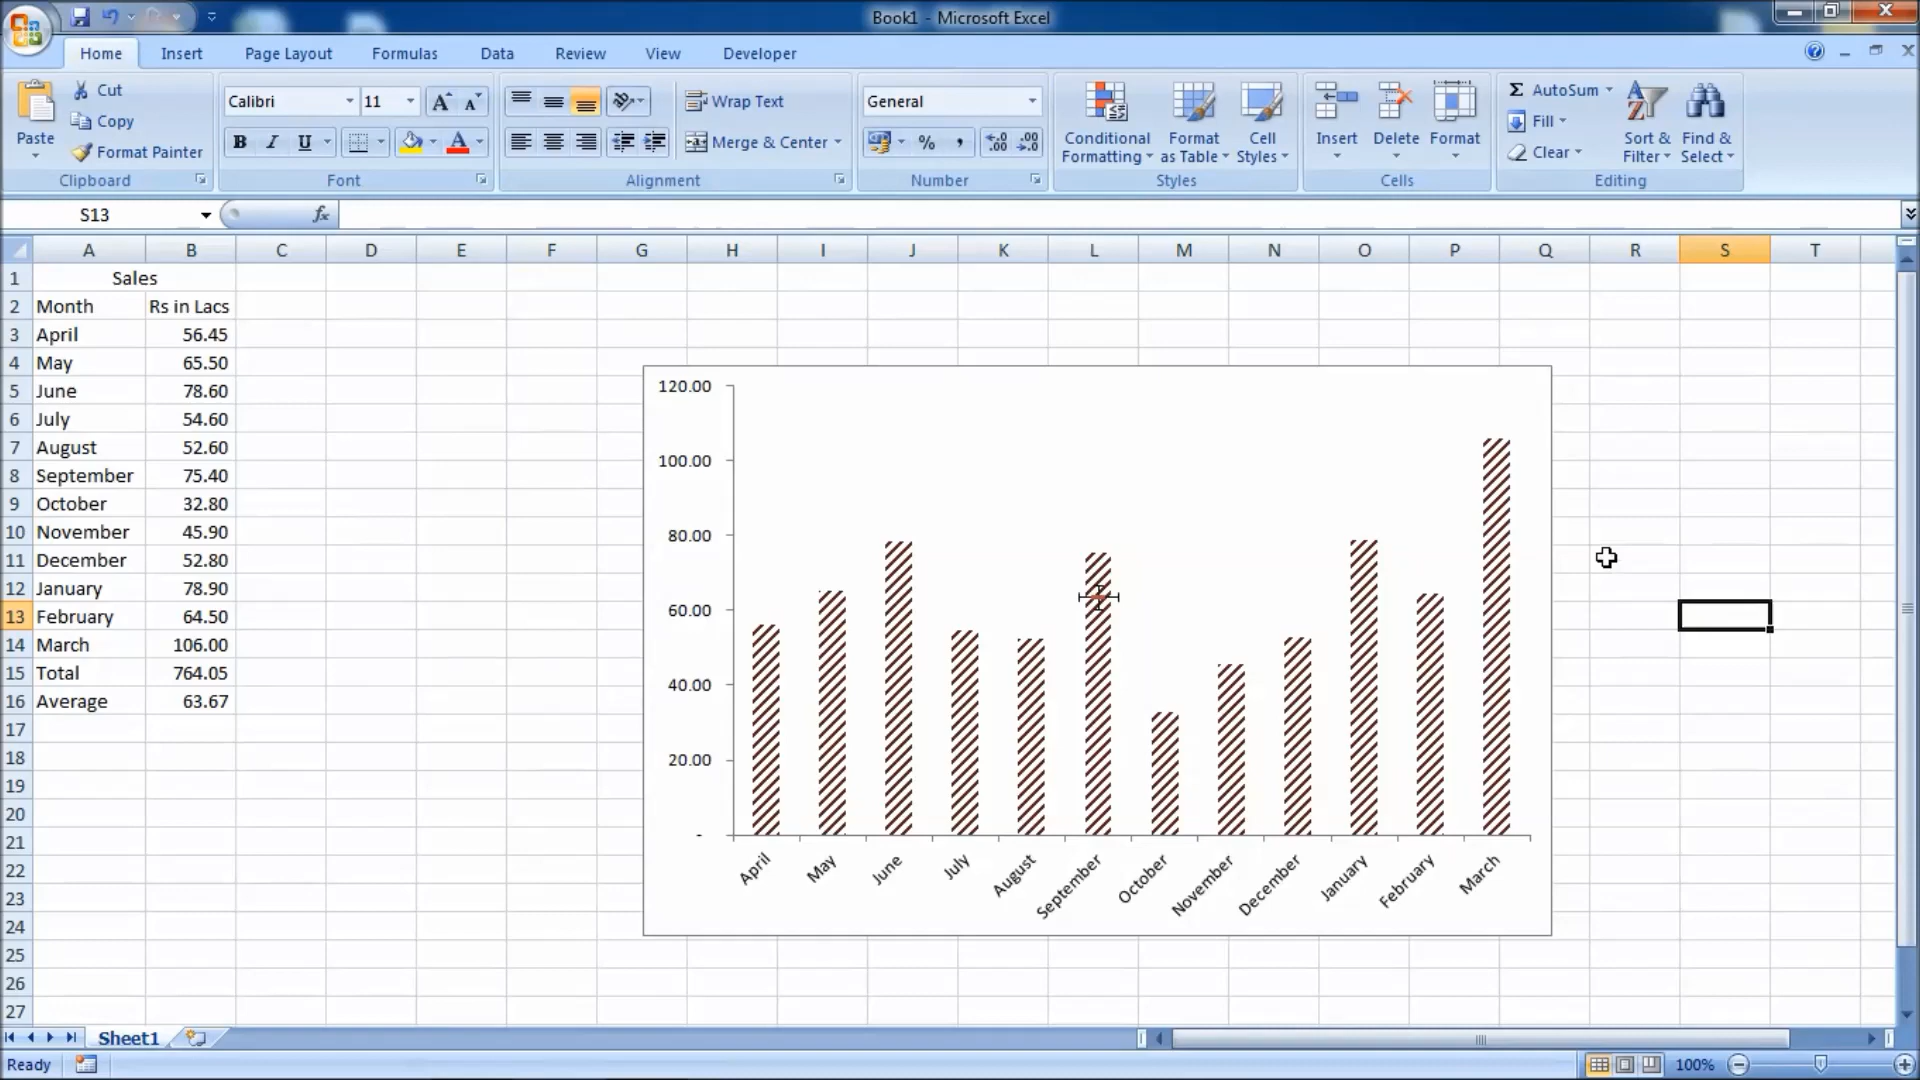 Book1 - Microsoft Excel
Home Insert Page Layout Formulas Data Review View Developer
Cut
Copy
Format Painter
Paste
Clipboard
Calibri 11
B I U
Font
Wrap Text
Merge & Center
Alignment
General
% ,
Number
Conditional Formatting
Format as Table
Cell Styles
Styles
Insert Delete Format
Cells
Σ AutoSum
Fill
Clear
Sort & Filter
Find & Select
Editing
S13 fx
A B C D E F G H I J K L M N O P Q R S T
1 Sales
2 Month Rs in Lacs
3 April 56.45
4 May 65.50
5 June 78.60
6 July 54.60
7 August 52.60
8 September 75.40
9 October 32.80
10 November 45.90
11 December 52.80
12 January 78.90
13 February 64.50
14 March 106.00
15 Total 764.05
16 Average 63.67
17
18
19
20
21
22
23
24
25
26
27
120.00
100.00
80.00
60.00
40.00
20.00
-
April May June July August September October November December January February March
Sheet1
Ready 100%